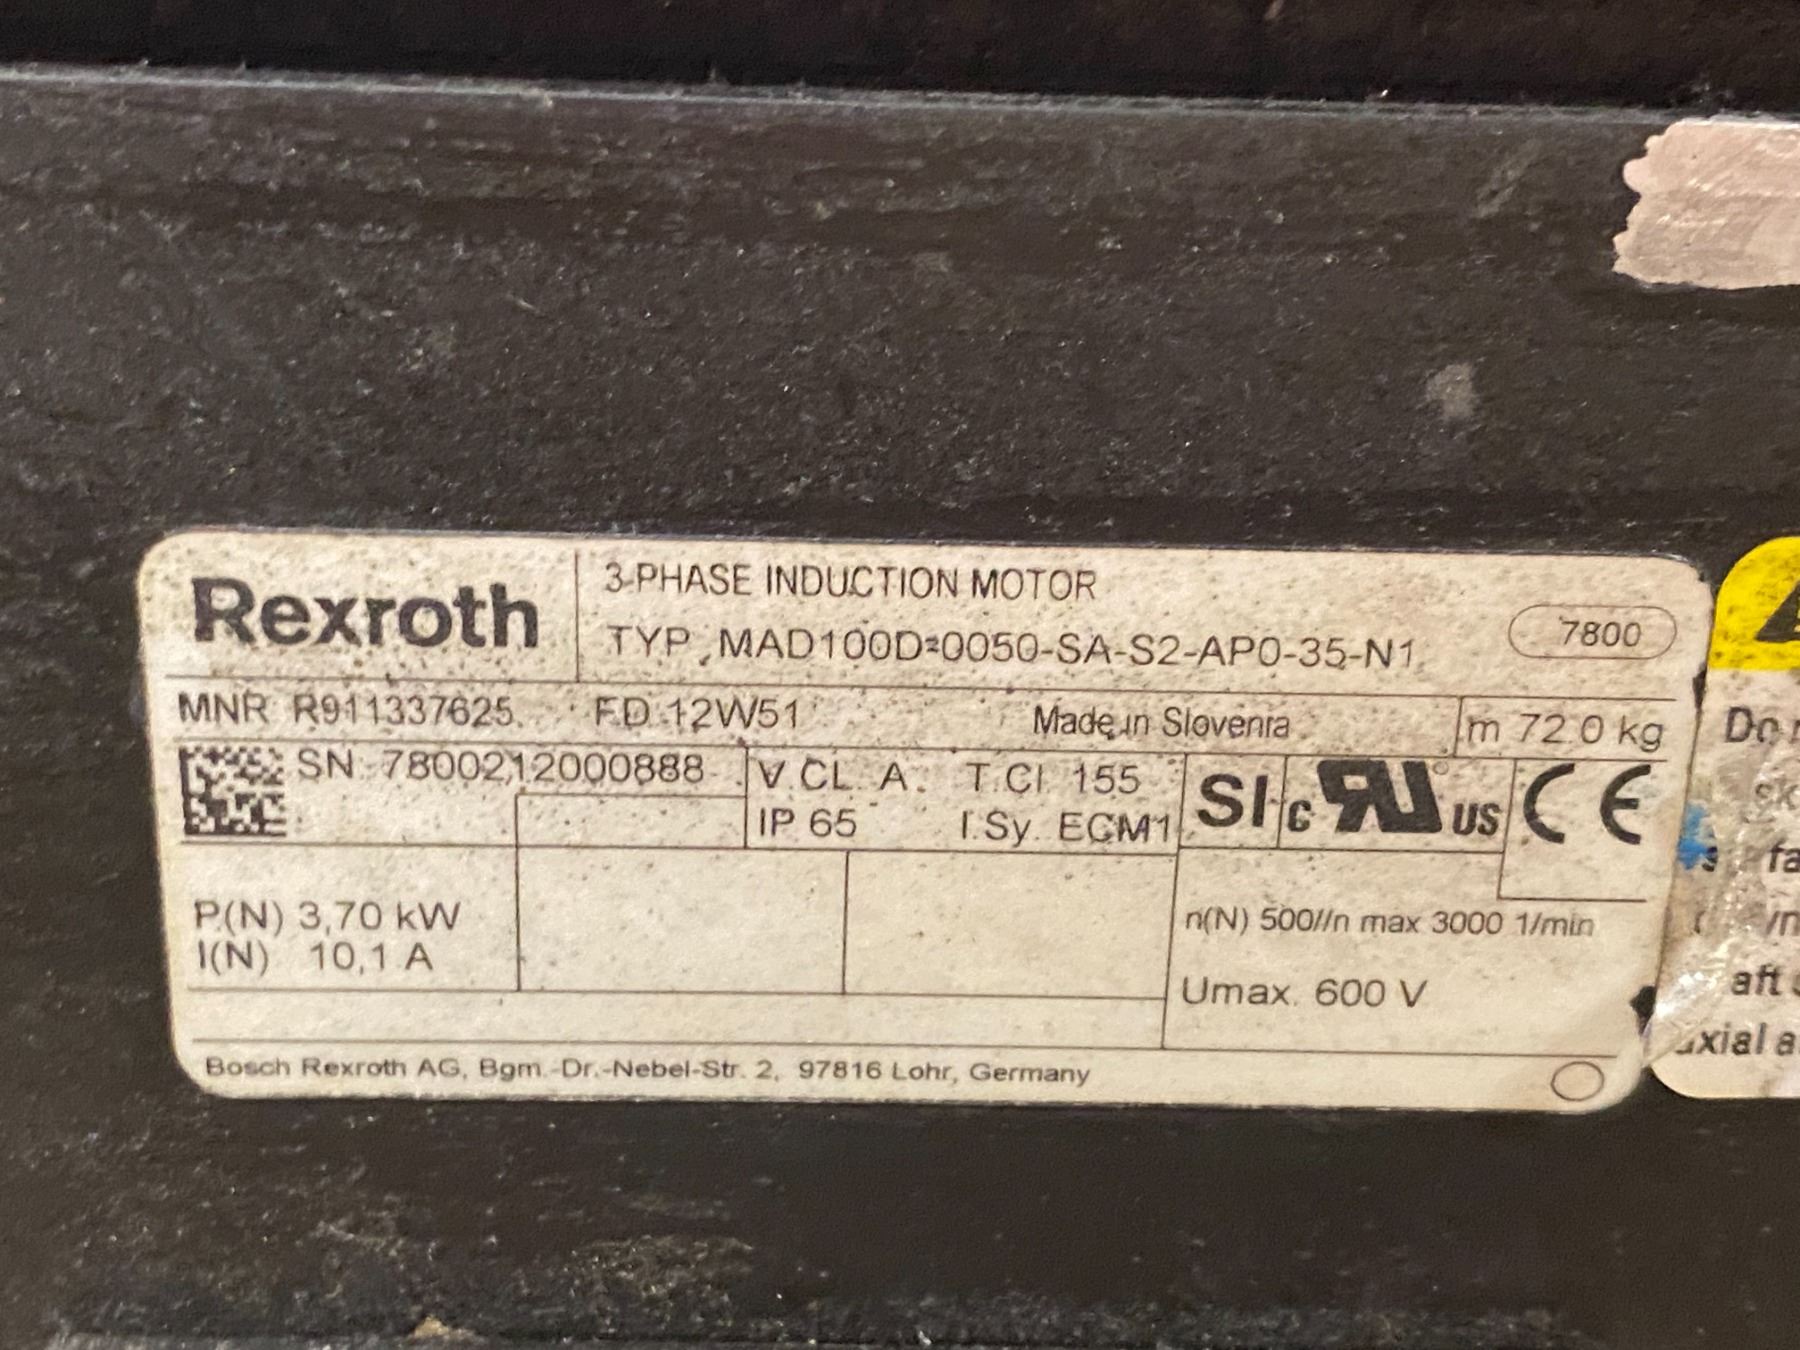 Rexroth
3-PHASE INDUCTION MOTOR
TYP MAD100D-0050-SA-S2-AP0-35-N1
7800
MNR R911337625 FD 12W51 Made in Slovenia m 72.0 kg
SN 7800212000888 V.CL. A. T.Cl. 155
IP 65 I.Sy. ECM1
SI c US CE
P(N) 3,70 kW
I(N) 10,1 A
n(N) 500//n max 3000 1/min
Umax. 600 V
Bosch Rexroth AG, Bgm.-Dr.-Nebel-Str. 2, 97816 Lohr, Germany
Do